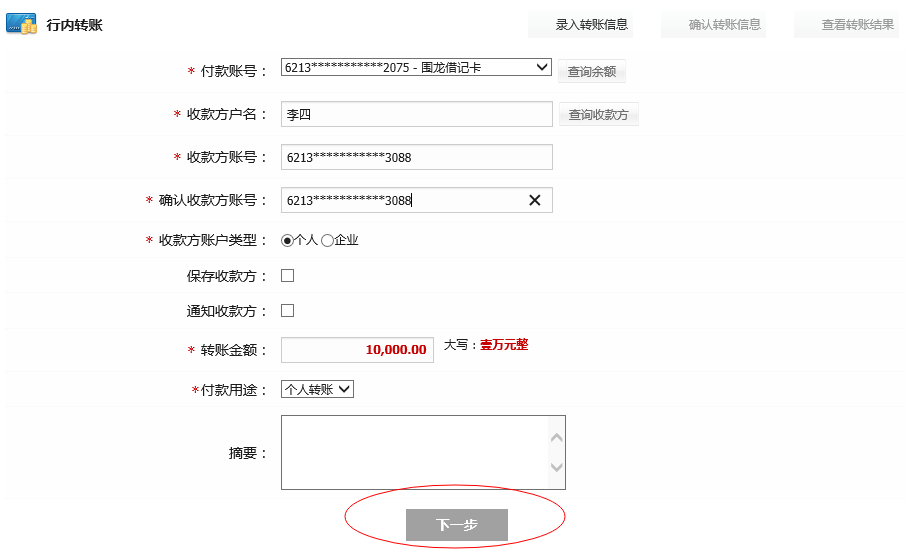 行内转账
录入转账信息 确认转账信息 查看转账结果
* 付款账号： 6213***********2075 - 围龙借记卡 查询余额
* 收款方户名： 李四 查询收款方
* 收款方账号： 6213***********3088
* 确认收款方账号： 6213***********3088
* 收款方账户类型： 个人 企业
保存收款方：
通知收款方：
* 转账金额： 10,000.00 大写：壹万元整
*付款用途： 个人转账
摘要：
下一步